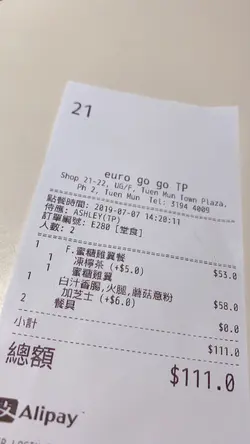 21
euro go go TP
Shop 21-22, UG/F, Tuen Mun Town Plaza,
Ph 2, Tuen Mun Tel: 3194 4009
點餐時間: 2019-07-07 14:20:11
侍應: ASHLEY(TP)
訂單編號: E280 [堂食]
人數: 2
1 F.蜜糖雞翼餐 $53.0
1 凍檸茶 (+$5.0)
1 蜜糖雞翼
1 白汁香腸,火腿,蘑菇意粉 $58.0
加芝士 (+$6.0)
2 餐具 $0.0
小計 $111.0
總額 $111.0
Alipay